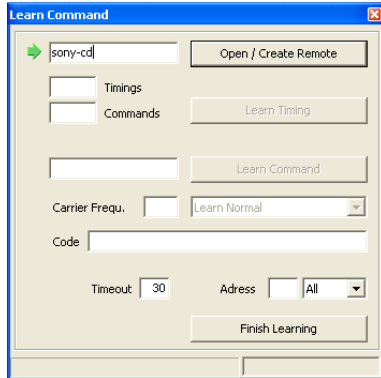 Learn Command
sony-cd Open / Create Remote
Timings
Commands Learn Timing
Learn Command
Carrier Frequ. Learn Normal
Code
Timeout 30 Adress All
Finish Learning